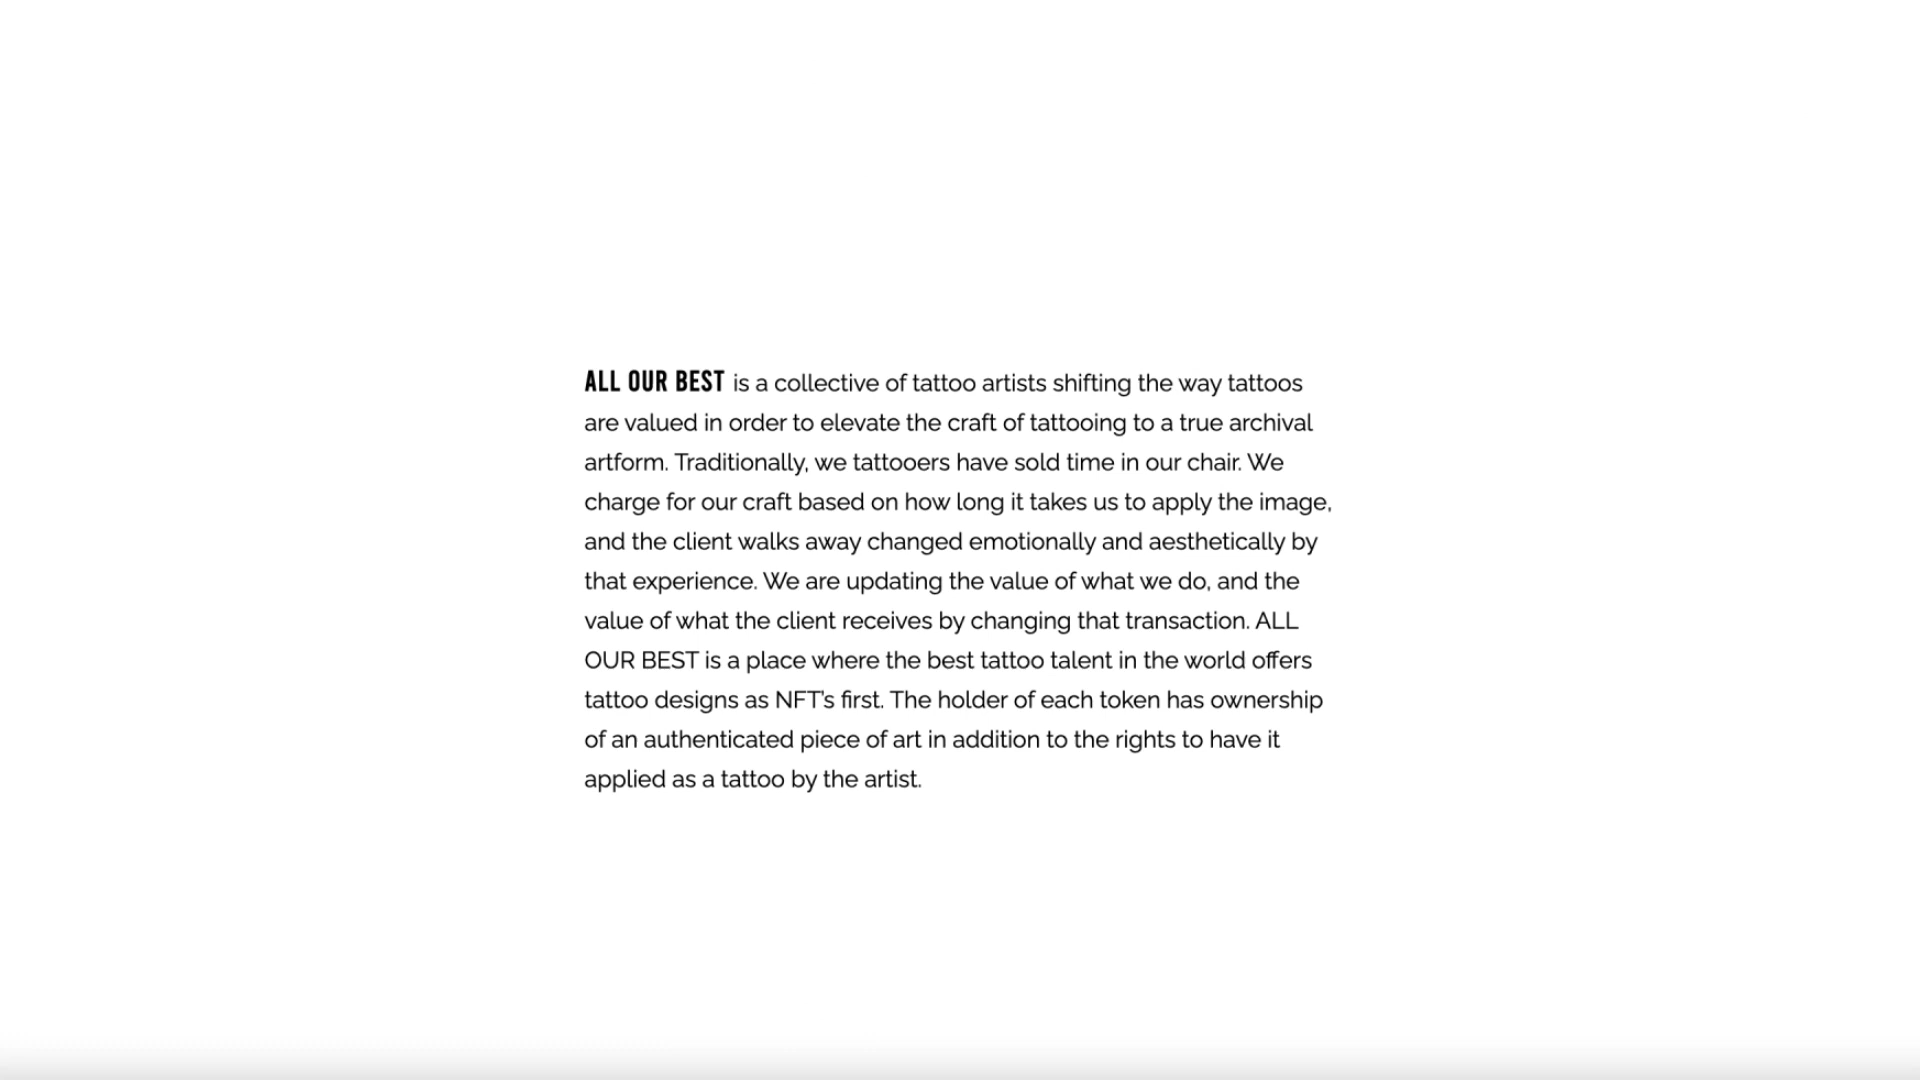 ALL OUR BEST is a collective of tattoo artists shifting the way tattoos
are valued in order to elevate the craft of tattooing to a true archival
artform. Traditionally, we tattooers have sold time in our chair. We
charge for our craft based on how long it takes us to apply the image,
and the client walks away changed emotionally and aesthetically by
that experience. We are updating the value of what we do, and the
value of what the client receives by changing that transaction. ALL
OUR BEST is a place where the best tattoo talent in the world offers
tattoo designs as NFT's first. The holder of each token has ownership
of an authenticated piece of art in addition to the rights to have it
applied as a tattoo by the artist.